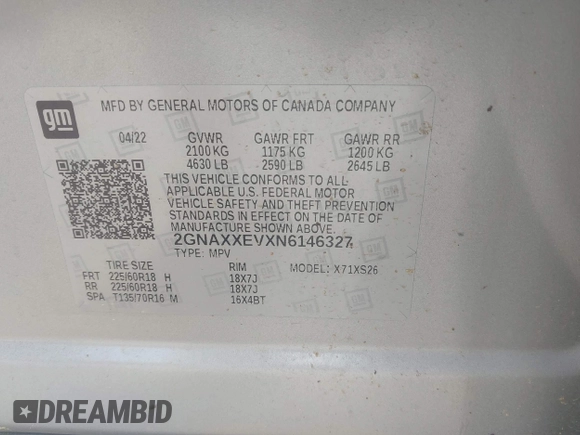 gm
MFD BY GENERAL MOTORS OF CANADA COMPANY
04/22 GVWR GAWR FRT GAWR RR
2100 KG 1175 KG 1200 KG
4630 LB 2590 LB 2645 LB
THIS VEHICLE CONFORMS TO ALL
APPLICABLE U.S. FEDERAL MOTOR
VEHICLE SAFETY AND THEFT PREVENTION
STANDARDS IN EFFECT ON THE DATE OF
MANUFACTURE SHOWN ABOVE.
2GNAXXEVXN6146327
TYPE: MPV
TIRE SIZE RIM MODEL: X71XS26
FRT 225/60R18 H 18X7J
RR 225/60R18 H 18X7J
SPA T135/70R16 M 16X4BT
DREAMBID